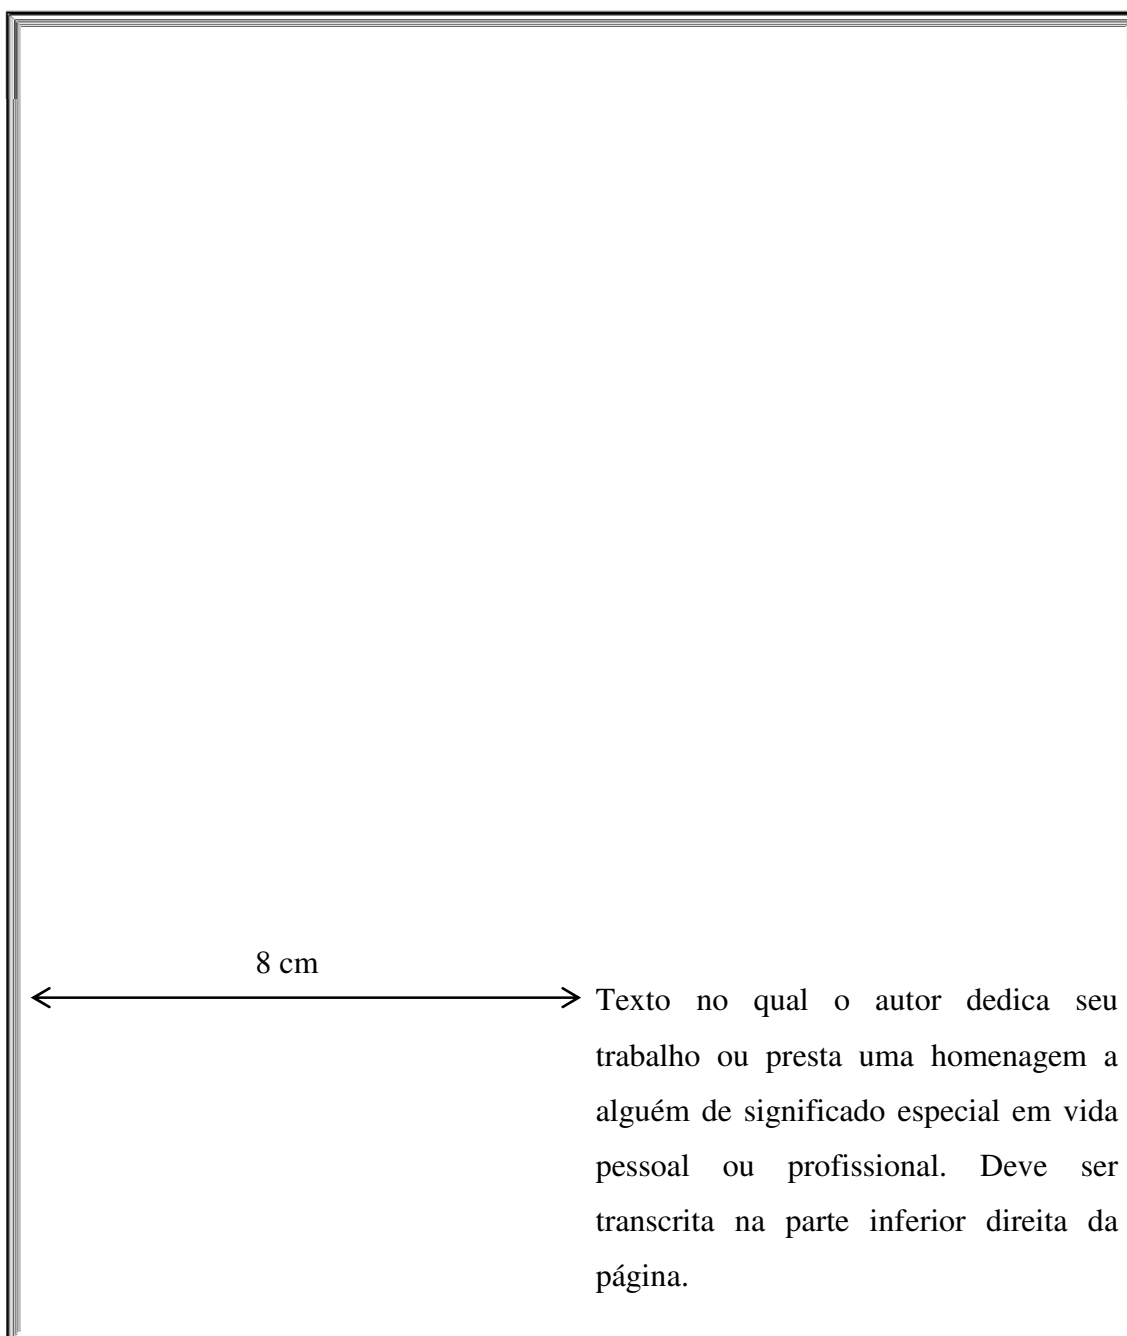 8 cm
Texto no qual o autor dedica seu
trabalho ou presta uma homenagem a
alguém de significado especial em vida
pessoal ou profissional. Deve ser
transcrita na parte inferior direita da
página.